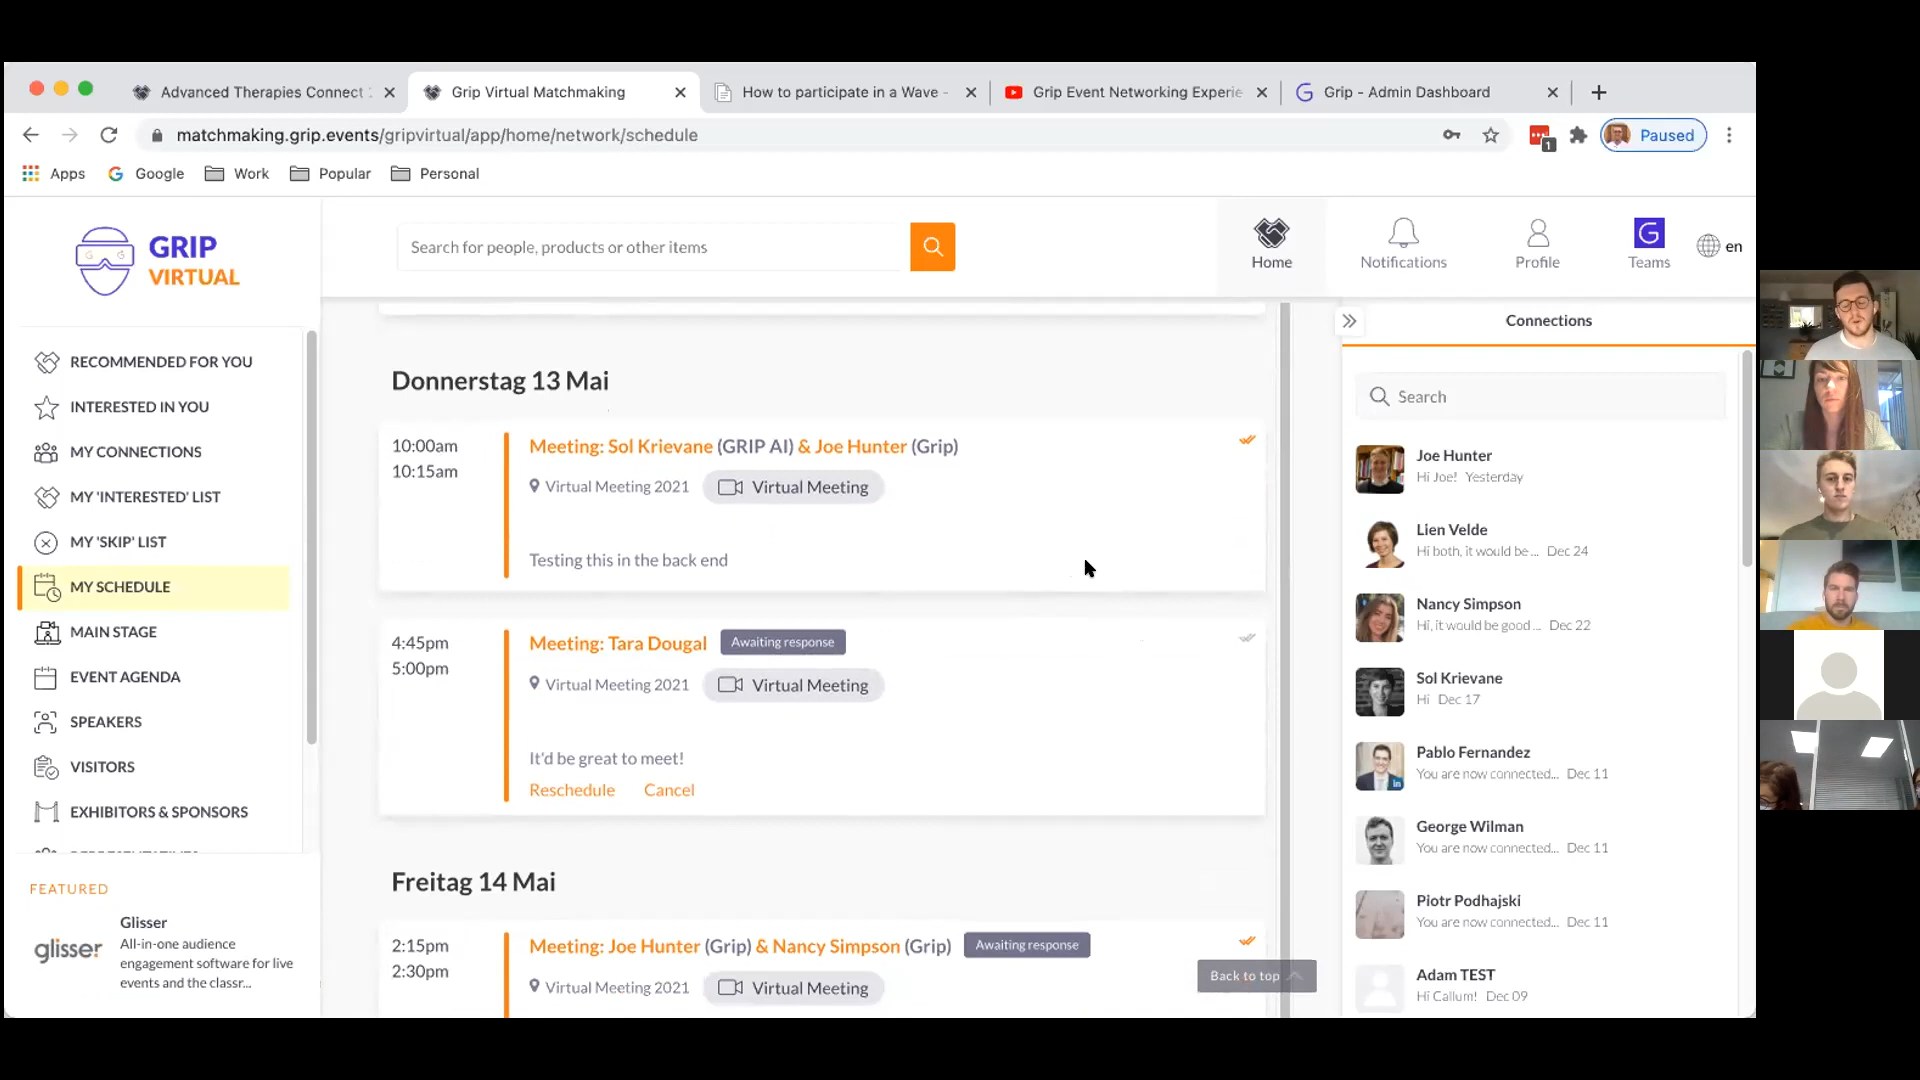 Advanced Therapies Connect
Grip Virtual Matchmaking
How to participate in a Wave -
Grip Event Networking Experie
Grip - Admin Dashboard
matchmaking.grip.events/gripvirtual/app/home/network/schedule
1
Paused
Apps
Google
Work
Popular
Personal
GRIP
VIRTUAL
Search for people, products or other items
Home
Notifications
Profile
Teams
en
RECOMMENDED FOR YOU
INTERESTED IN YOU
MY CONNECTIONS
MY 'INTERESTED' LIST
MY 'SKIP' LIST
MY SCHEDULE
MAIN STAGE
EVENT AGENDA
SPEAKERS
VISITORS
EXHIBITORS & SPONSORS
FEATURED
Glisser
glisser
All-in-one audience
engagement software for live
events and the classr...
Donnerstag 13 Mai
10:00am
10:15am
Meeting: Sol Krievane (GRIP AI) & Joe Hunter (Grip)
Virtual Meeting 2021
Virtual Meeting
Testing this in the back end
4:45pm
5:00pm
Meeting: Tara Dougal
Awaiting response
Virtual Meeting 2021
Virtual Meeting
It'd be great to meet!
Reschedule
Cancel
Freitag 14 Mai
2:15pm
2:30pm
Meeting: Joe Hunter (Grip) & Nancy Simpson (Grip)
Awaiting response
Virtual Meeting 2021
Virtual Meeting
Back to top
Connections
Search
Joe Hunter
Hi Joe! Yesterday
Lien Velde
Hi both, it would be ... Dec 24
Nancy Simpson
Hi, it would be good ... Dec 22
Sol Krievane
Hi Dec 17
Pablo Fernandez
You are now connected... Dec 11
George Wilman
You are now connected... Dec 11
Piotr Podhajski
You are now connected... Dec 11
Adam TEST
Hi Callum! Dec 09